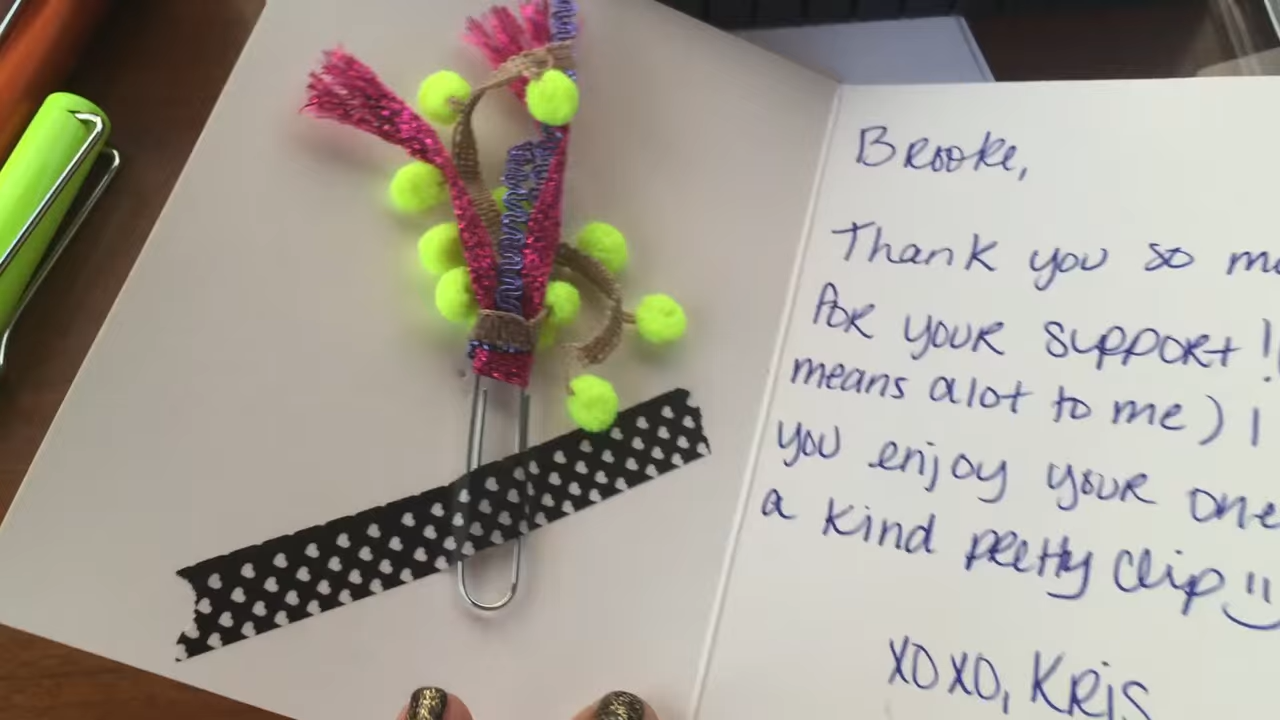 Brooke,
Thank you so
for your support!
means alot to me)
you enjoy your one
a kind pretty clip
XOXO, Kris